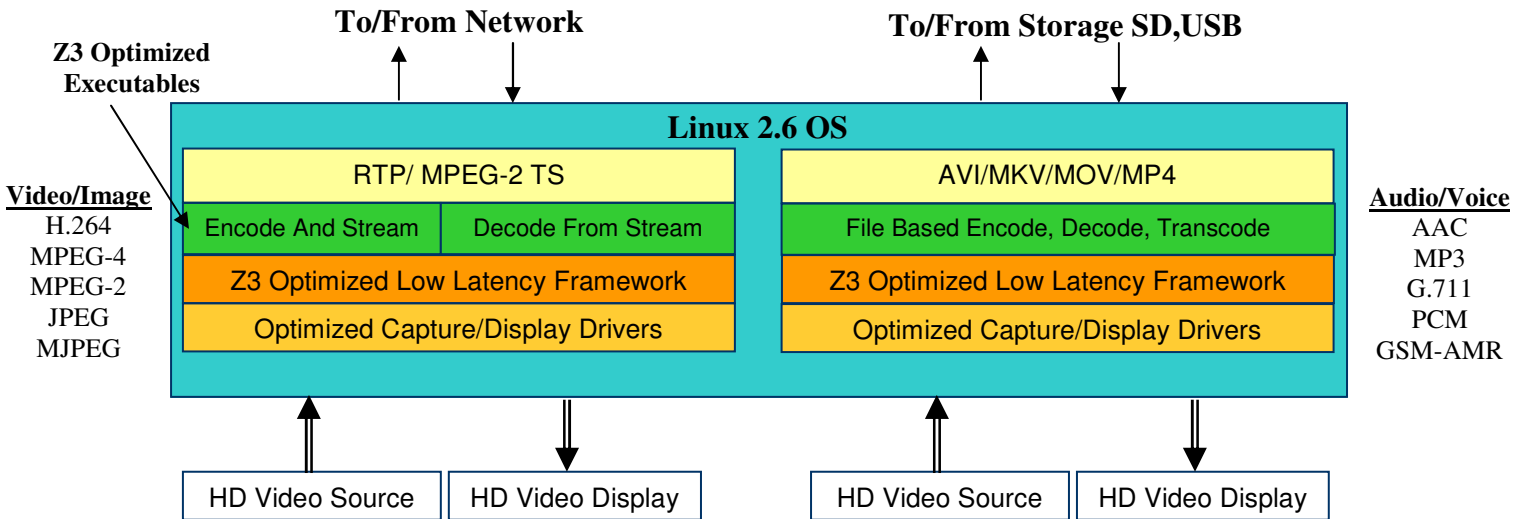 To/From Network
To/From Storage SD,USB
Z3 Optimized
Executables
Linux 2.6 OS
RTP/ MPEG-2 TS
AVI/MKV/MOV/MP4
Video/Image
H.264
MPEG-4
MPEG-2
JPEG
MJPEG
Encode And Stream
Decode From Stream
File Based Encode, Decode, Transcode
Audio/Voice
AAC
MP3
G.711
PCM
GSM-AMR
Z3 Optimized Low Latency Framework
Z3 Optimized Low Latency Framework
Optimized Capture/Display Drivers
Optimized Capture/Display Drivers
HD Video Source
HD Video Display
HD Video Source
HD Video Display